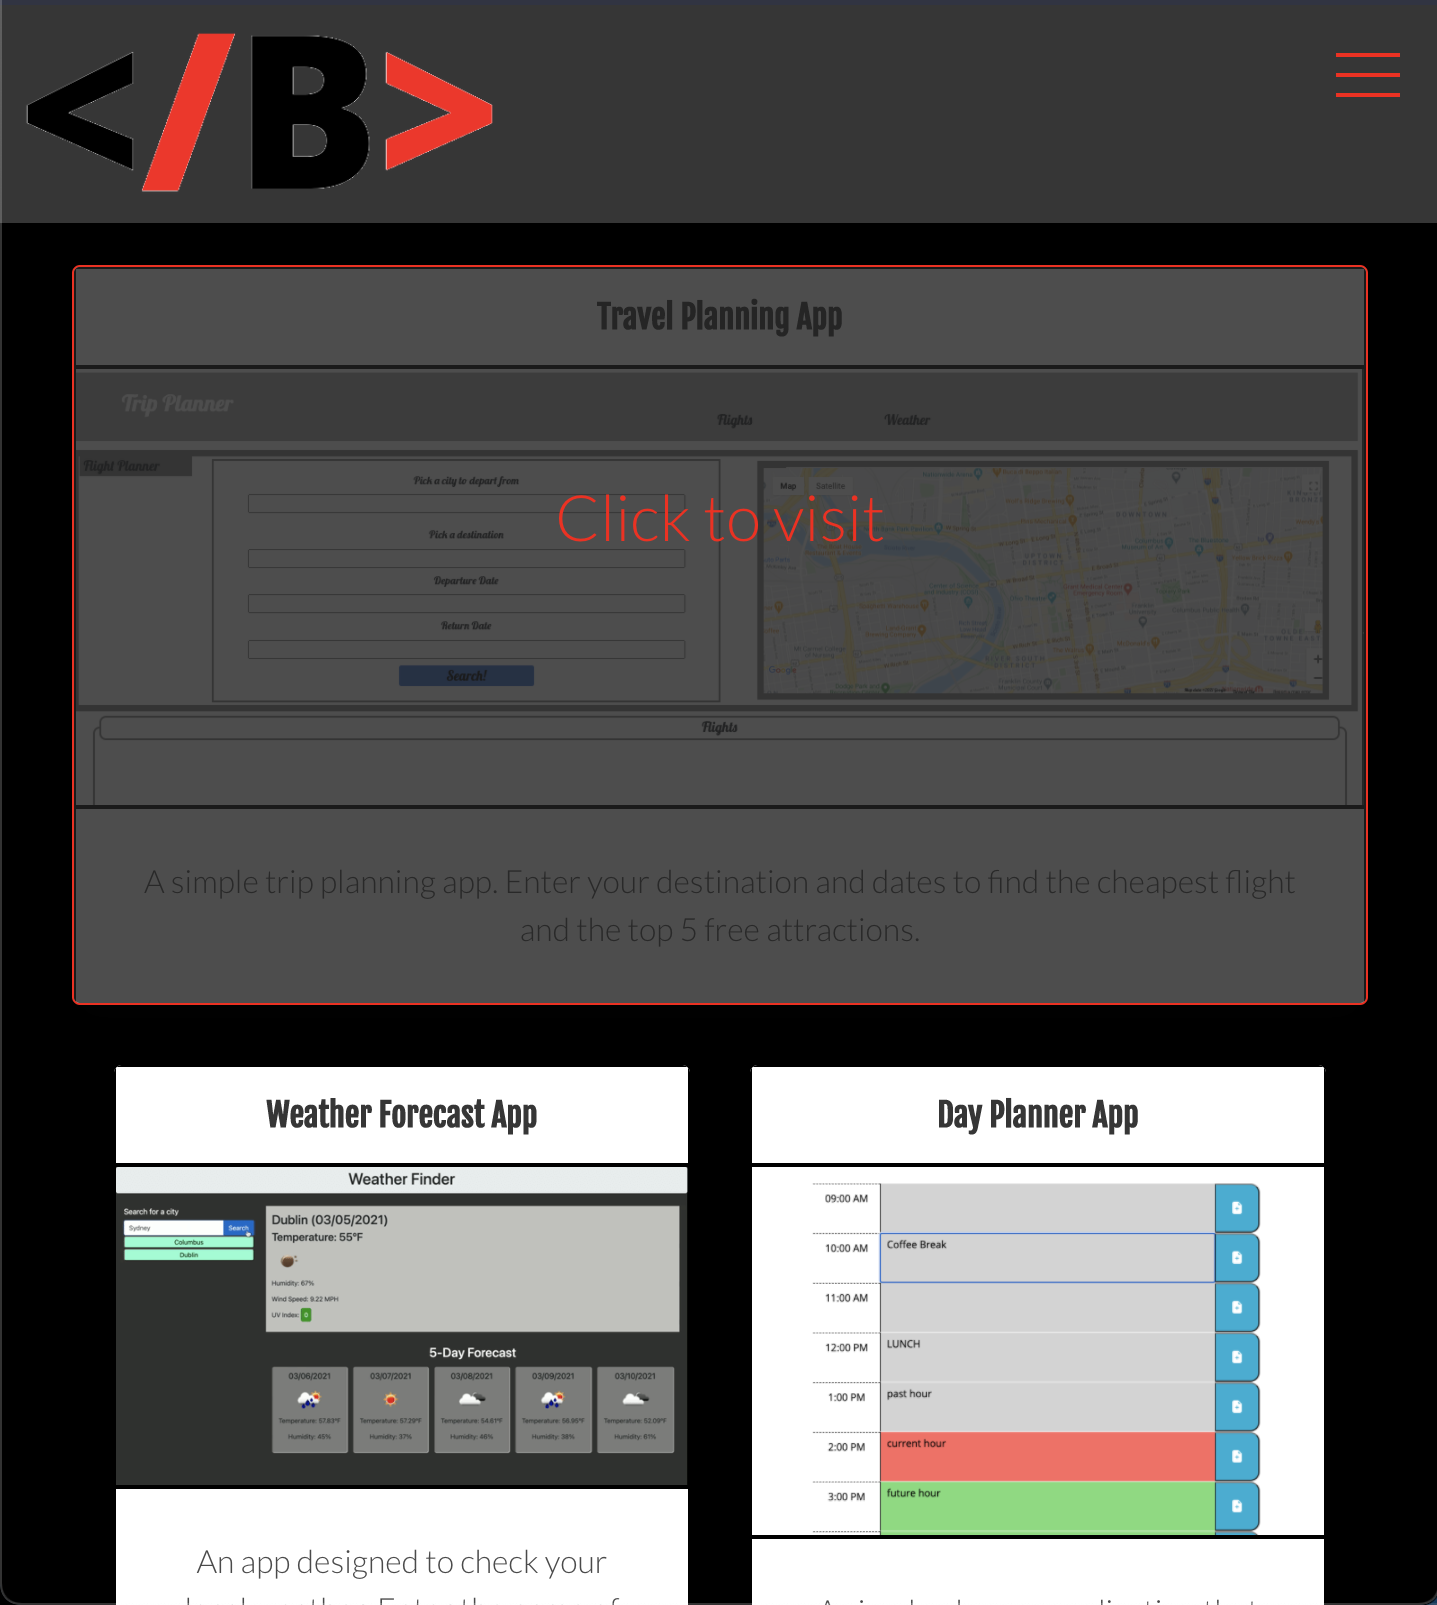 </B>
Travel Planning App
Trip Planner
Flights
Weather
Flight Planner
Pick a city to depart from
Map
Satellite
Click to visit
Pick a destination
Departure Date
Return Date
Search!
Google
Flights
A simple trip planning app. Enter your destination and dates to find the cheapest flight
and the top 5 free attractions.
Weather Forecast App
Weather Finder
Search for a city
Sydney
Search
Columbus
Dublin
Dublin (03/05/2021)
Temperature: 55°F
Humidity: 67%
Wind Speed: 9.22 MPH
UV Index: 0
5-Day Forecast
03/06/2021
Temperature: 57.83°F
Humidity: 45%
03/07/2021
Temperature: 57.29°F
Humidity: 37%
03/08/2021
Temperature: 54.61°F
Humidity: 48%
03/09/2021
Temperature: 56.95°F
Humidity: 38%
03/10/2021
Temperature: 52.09°F
Humidity: 61%
An app designed to check your
Day Planner App
09:00 AM
10:00 AM
Coffee Break
11:00 AM
12:00 PM
LUNCH
1:00 PM
past hour
2:00 PM
current hour
3:00 PM
future hour